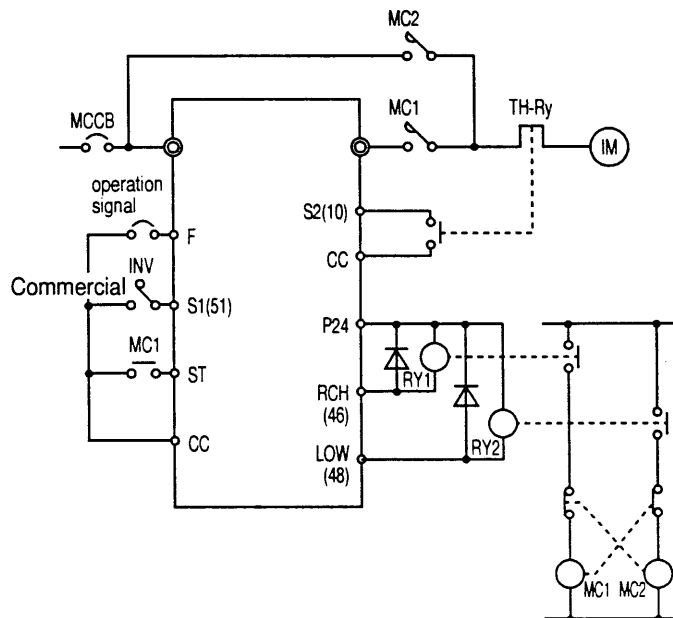 MC2
MCCB
MC1
TH-Ry
IM
operation
signal
F
S2(10)
CC
INV
Commercial
S1(51)
P24
MC1
ST
RY1
RCH
(46)
RY2
CC
LOW
(48)
MC1
MC2